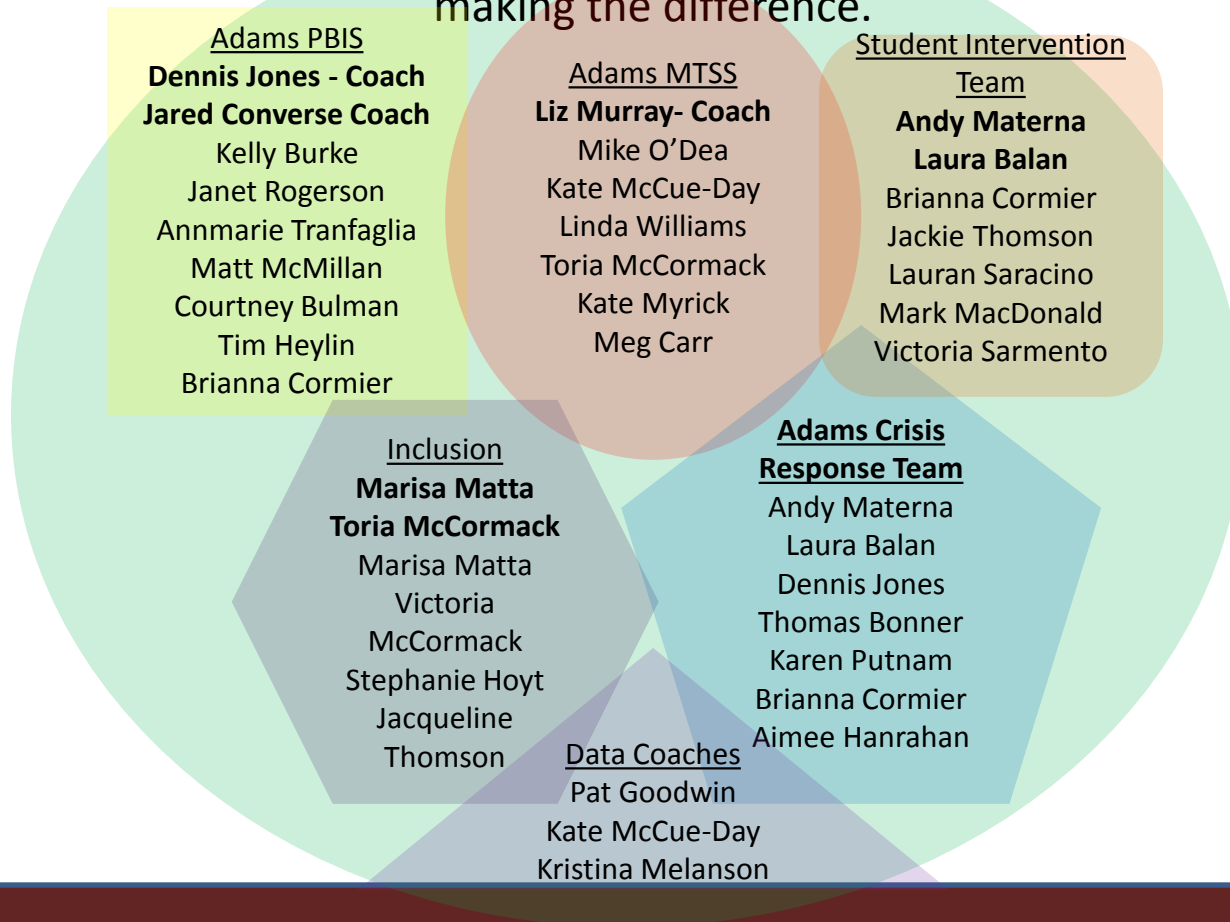 making the difference.
Adams PBIS
Dennis Jones - Coach
Jared Converse Coach
Kelly Burke
Janet Rogerson
Annmarie Tranfaglia
Matt McMillan
Courtney Bulman
Tim Heylin
Brianna Cormier
Adams MTSS
Liz Murray- Coach
Mike O’Dea
Kate McCue-Day
Linda Williams
Toria McCormack
Kate Myrick
Meg Carr
Student Intervention
Team
Andy Materna
Laura Balan
Brianna Cormier
Jackie Thomson
Lauran Saracino
Mark MacDonald
Victoria Sarmento
Inclusion
Marisa Matta
Toria McCormack
Marisa Matta
Victoria
McCormack
Stephanie Hoyt
Jacqueline
Thomson
Adams Crisis
Response Team
Andy Materna
Laura Balan
Dennis Jones
Thomas Bonner
Karen Putnam
Brianna Cormier
Aimee Hanrahan
Data Coaches
Pat Goodwin
Kate McCue-Day
Kristina Melanson